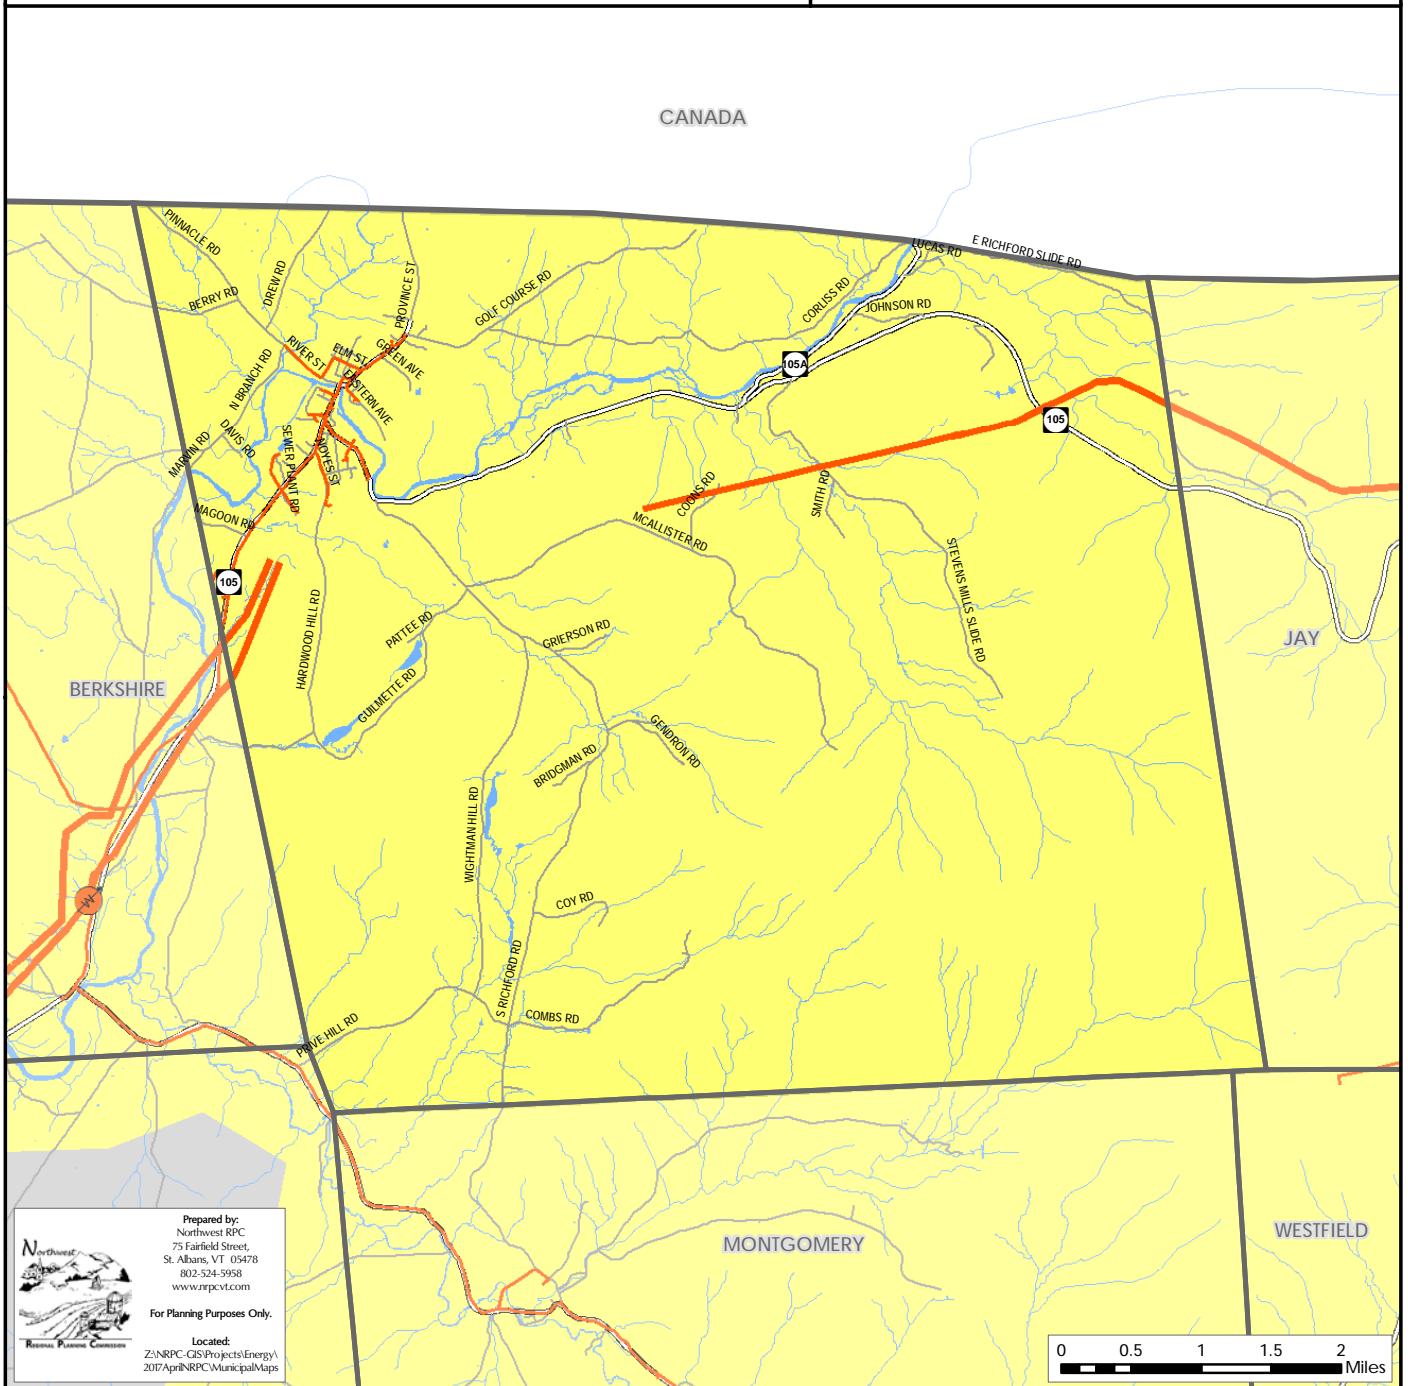 CANADA
PINNACLE RD
BERRY RD
DREW RD
PROVINCE ST
GOLF COURSE RD
CORLISS RD
LUCAS RD
E RICHFORD SLIDE RD
JOHNSON RD
RIVER ST
ELM ST
GREEN AVE
EASTERN AVE
N BRANCH RD
DAVIS RD
MARVIN RD
SEWER PLANT RD
NOYES ST
MAGOON RD
105A
105
105
COONS RD
SMITH RD
MCALLISTER RD
STEVENS MILLS SLIDE RD
HARDWOOD HILL RD
PATTEE RD
GRIERSON RD
GUILMETTE RD
GENDRON RD
BRIDGMAN RD
WIGHTMAN HILL RD
JAY
BERKSHIRE
W
COY RD
S RICHFORD RD
COMBS RD
PRIVE HILL RD
MONTGOMERY
WESTFIELD
Northwest
REGIONAL PLANNING COMMISSION
Prepared by:
Northwest RPC
75 Fairfield Street,
St. Albans, VT 05478
802-524-5958
www.nrpcvt.com
For Planning Purposes Only.
Located:
Z:\NRPC-GIS\Projects\Energy\
2017AprilNRPC\MunicipalMaps
0 0.5 1 1.5 2
Miles